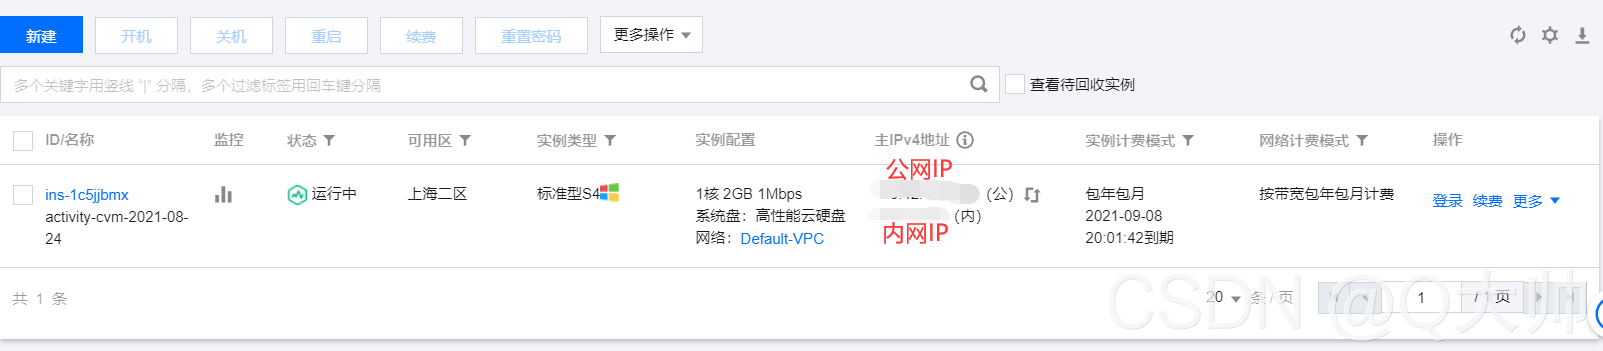 新建 开机 关机 重启 续费 重置密码 更多操作
多个关键字用竖线 “|” 分隔，多个过滤标签用回车键分隔 查看待回收实例
ID/名称 监控 状态 可用区 实例类型 实例配置 主IPv4地址 实例计费模式 网络计费模式 操作
公网IP
ins-1c5jjbmx 运行中 上海二区 标准型S4 1核 2GB 1Mbps (公) 包年包月 按带宽包年包月计费 登录 续费 更多
activity-cvm-2021-08- 系统盘：高性能云硬盘 (内) 2021-09-08
24 网络：Default-VPC 内网IP 20:01:42到期
共 1 条 20 条 / 页 1 / 1 页
CSDN @Q大帅